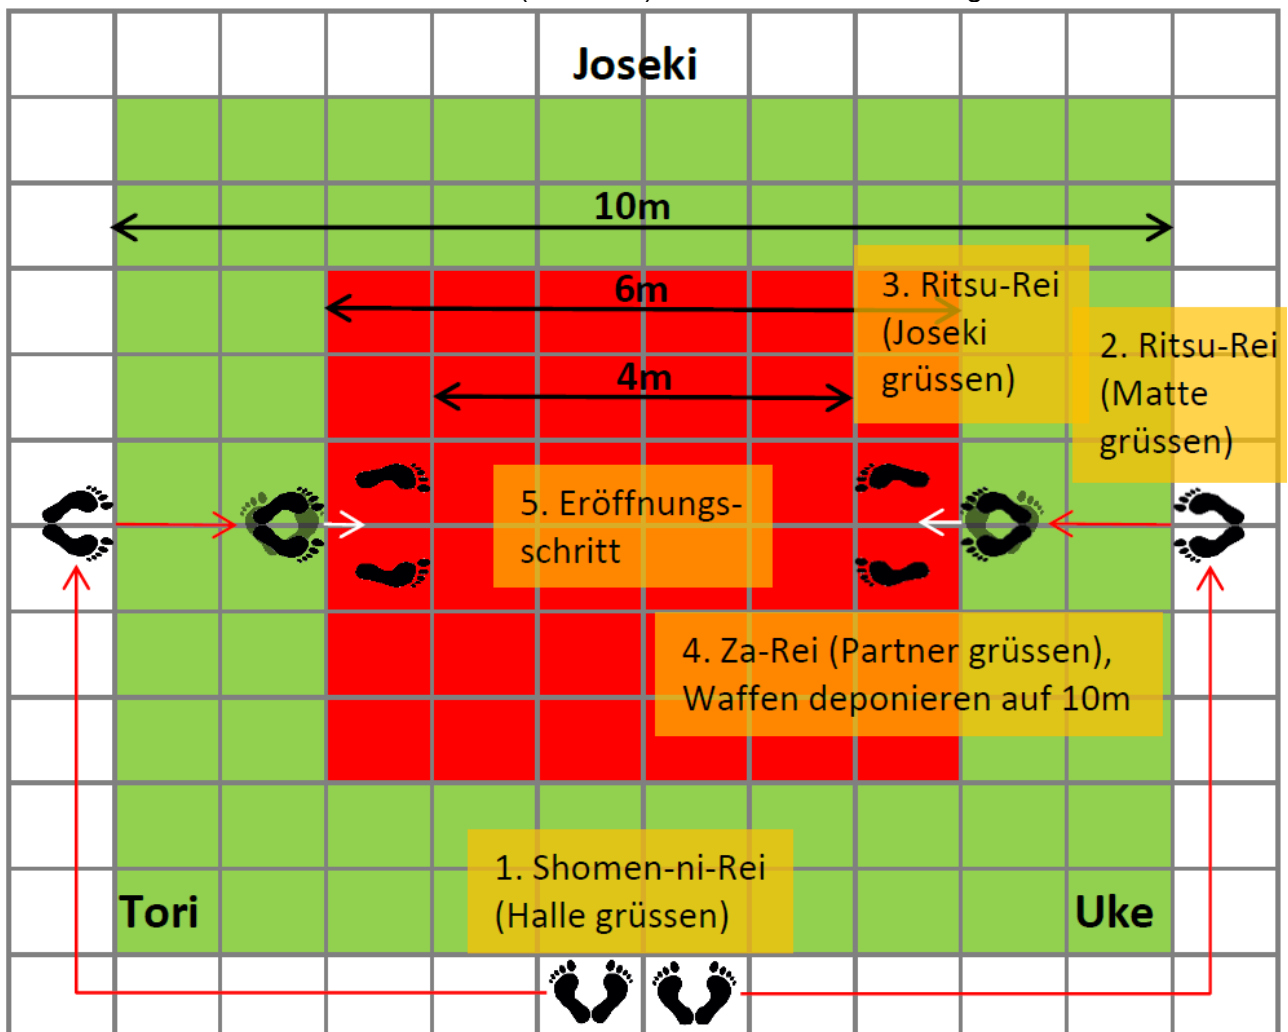 Joseki
10m
6m
3. Ritsu-Rei
(Joseki
grüssen)
2. Ritsu-Rei
(Matte
grüssen)
4m
5. Eröffnungs-
schritt
4. Za-Rei (Partner grüssen),
Waffen deponieren auf 10m
1. Shomen-ni-Rei
(Halle grüssen)
Tori
Uke